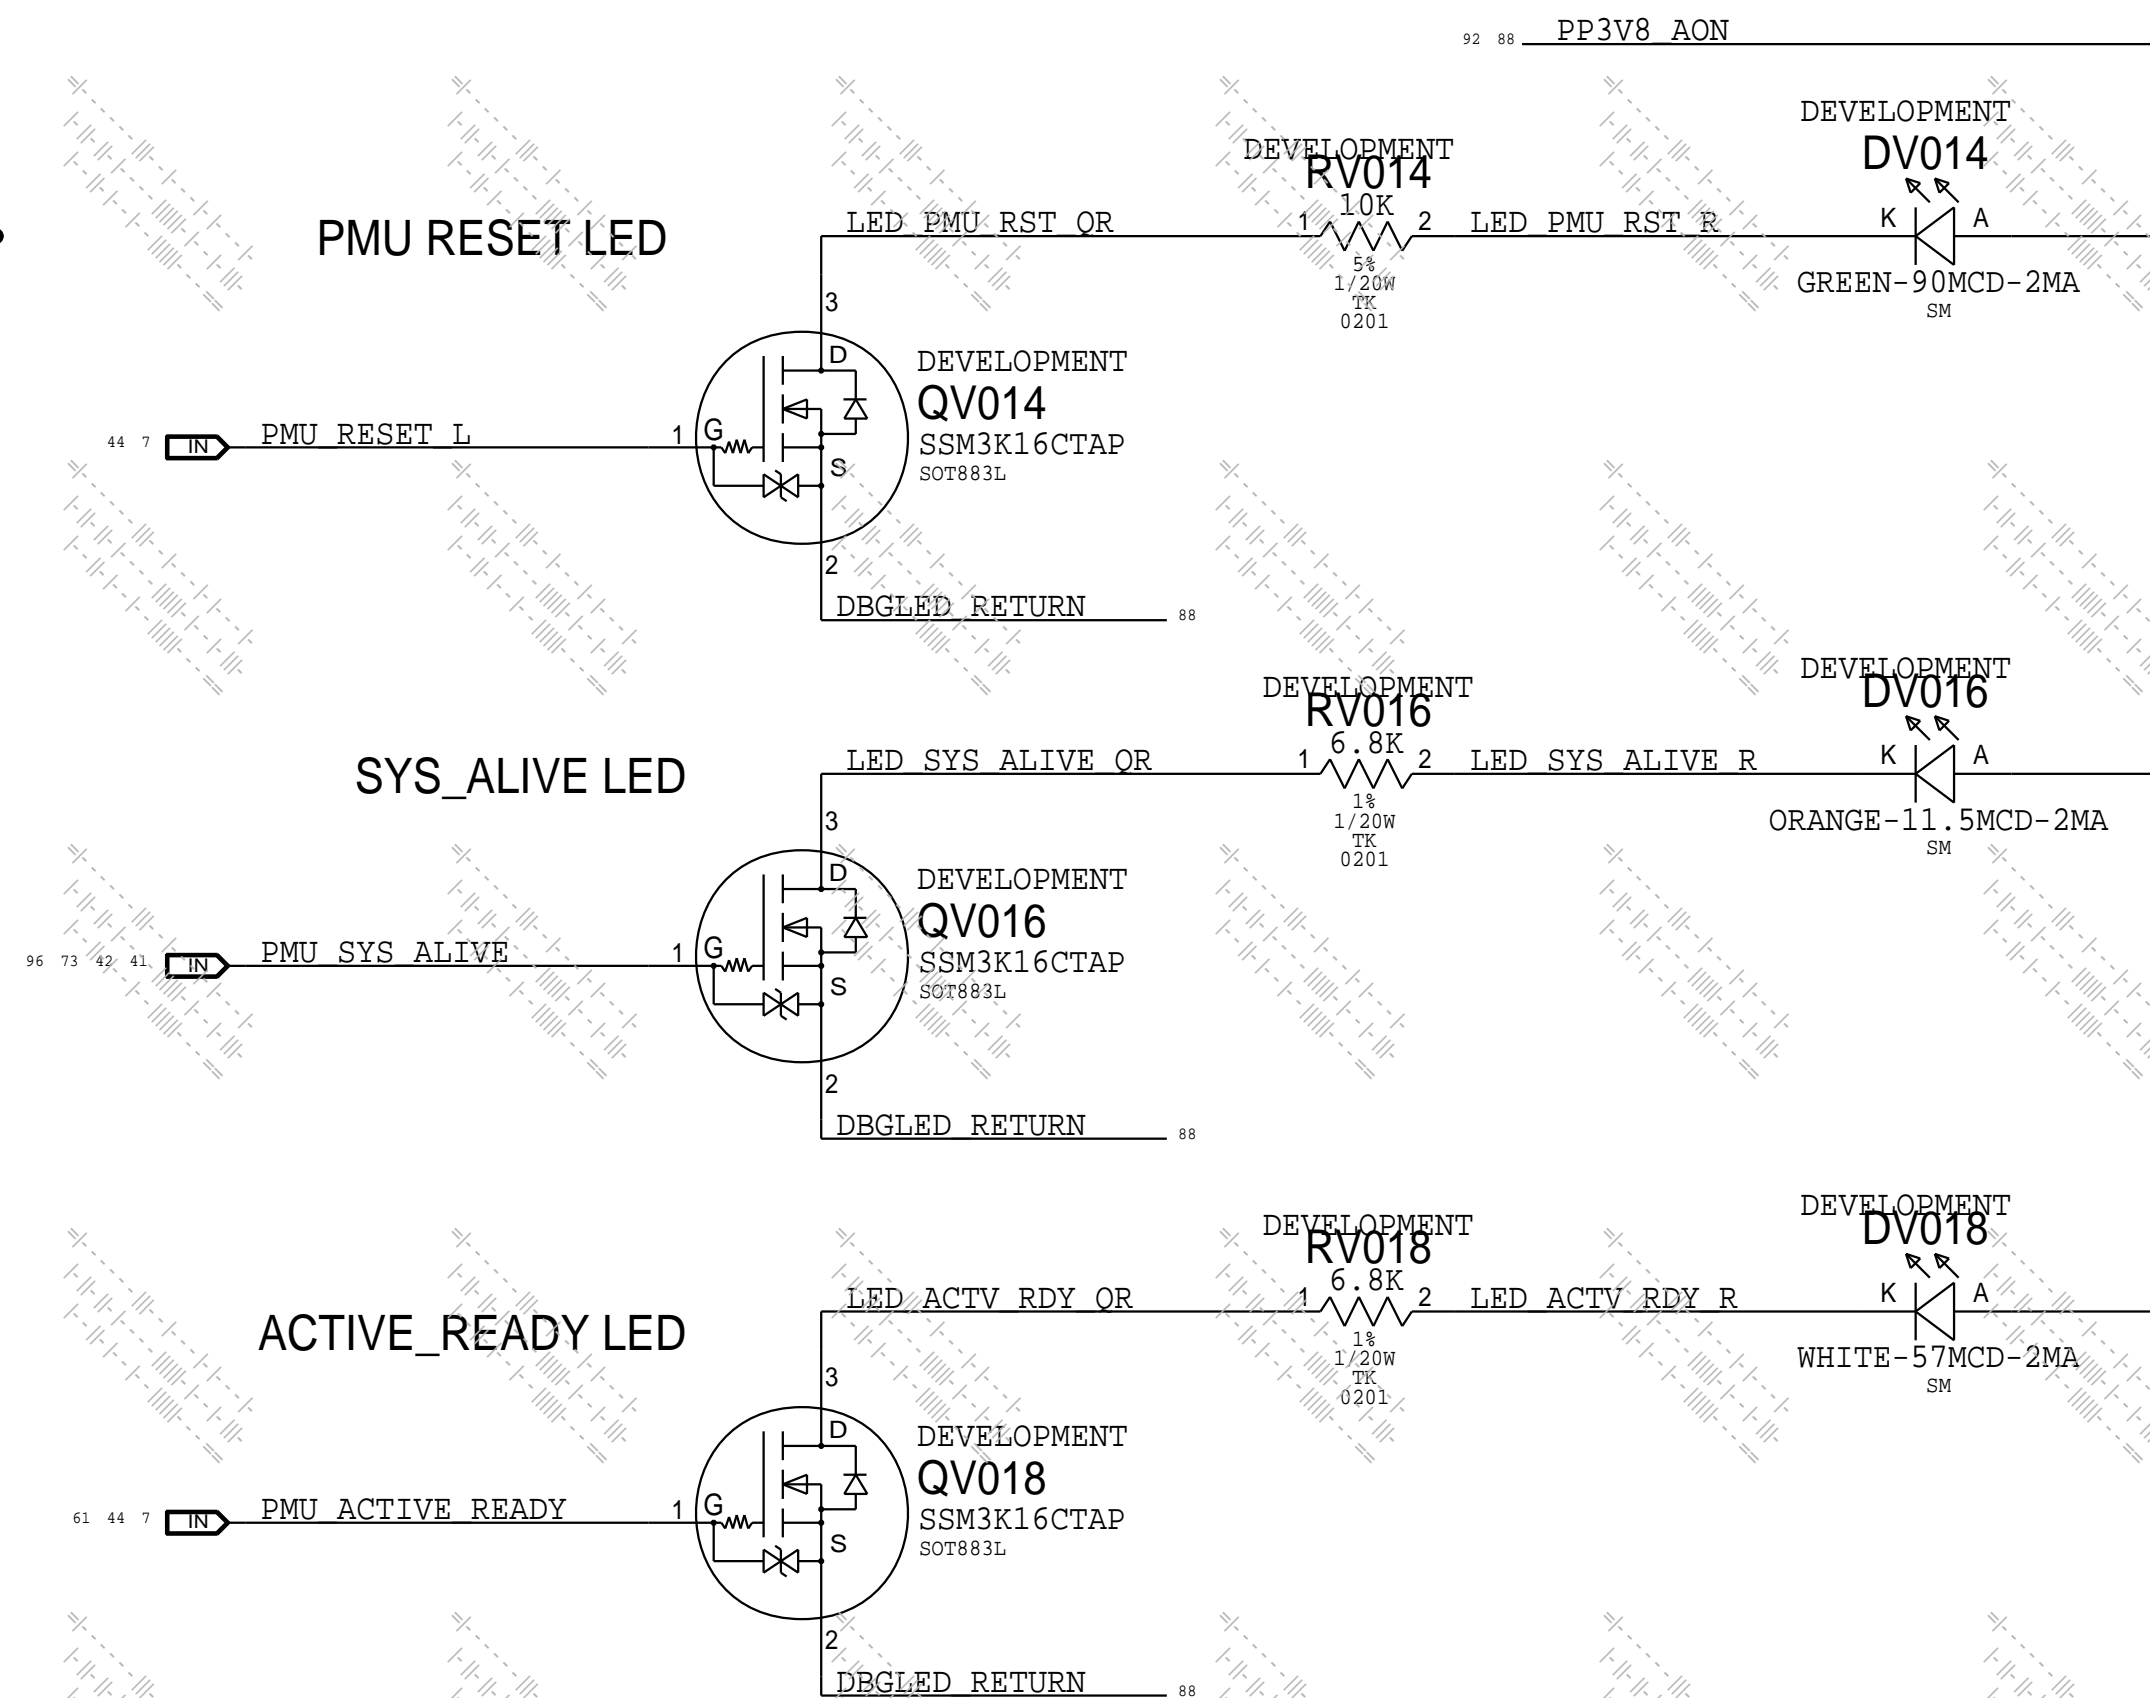 92 88 PP3V8_AON
DEVELOPMENT
DV014
K A
GREEN-90MCD-2MA
SM
DEVELOPMENT
RV014
10K
1 2
5%
1/20W
TK
0201
LED_PMU_RST_QR
LED_PMU_RST_R
PMU RESET LED
3
D
DEVELOPMENT
QV014
SSM3K16CTAP
SOT883L
44 7 IN PMU_RESET_L 1 G
S
2
DBGLED_RETURN 88
DEVELOPMENT
DV016
K A
ORANGE-11.5MCD-2MA
SM
DEVELOPMENT
RV016
6.8K
1 2
1%
1/20W
TK
0201
LED_SYS_ALIVE_QR
LED_SYS_ALIVE_R
SYS_ALIVE LED
3
D
DEVELOPMENT
QV016
SSM3K16CTAP
SOT883L
96 73 42 41 IN PMU_SYS_ALIVE 1 G
S
2
DBGLED_RETURN 88
DEVELOPMENT
DV018
K A
WHITE-57MCD-2MA
SM
DEVELOPMENT
RV018
6.8K
1 2
1%
1/20W
TK
0201
LED_ACTV_RDY_QR
LED_ACTV_RDY_R
ACTIVE_READY LED
3
D
DEVELOPMENT
QV018
SSM3K16CTAP
SOT883L
61 44 7 IN PMU_ACTIVE_READY 1 G
S
2
DBGLED_RETURN 88